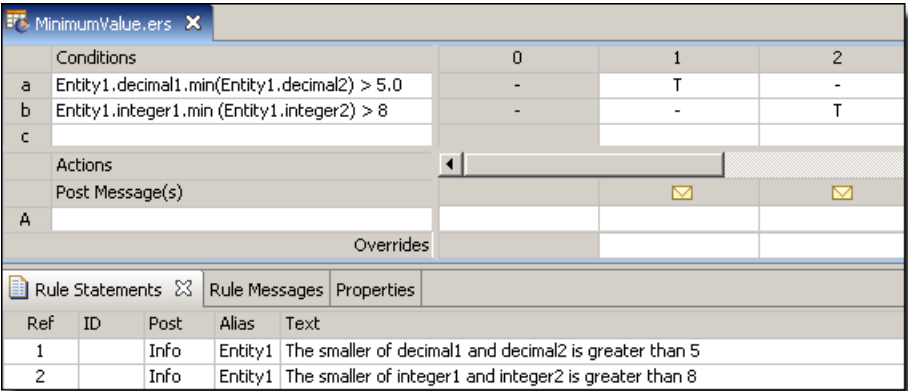 MinimumValue.ers
Conditions 0 1 2
a Entity1.decimal1.min(Entity1.decimal2) > 5.0 - T -
b Entity1.integer1.min (Entity1.integer2) > 8 - - T
c
Actions
Post Message(s)
A
Overrides
Rule Statements Rule Messages Properties
Ref ID Post Alias Text
1 Info Entity1 The smaller of decimal1 and decimal2 is greater than 5
2 Info Entity1 The smaller of integer1 and integer2 is greater than 8